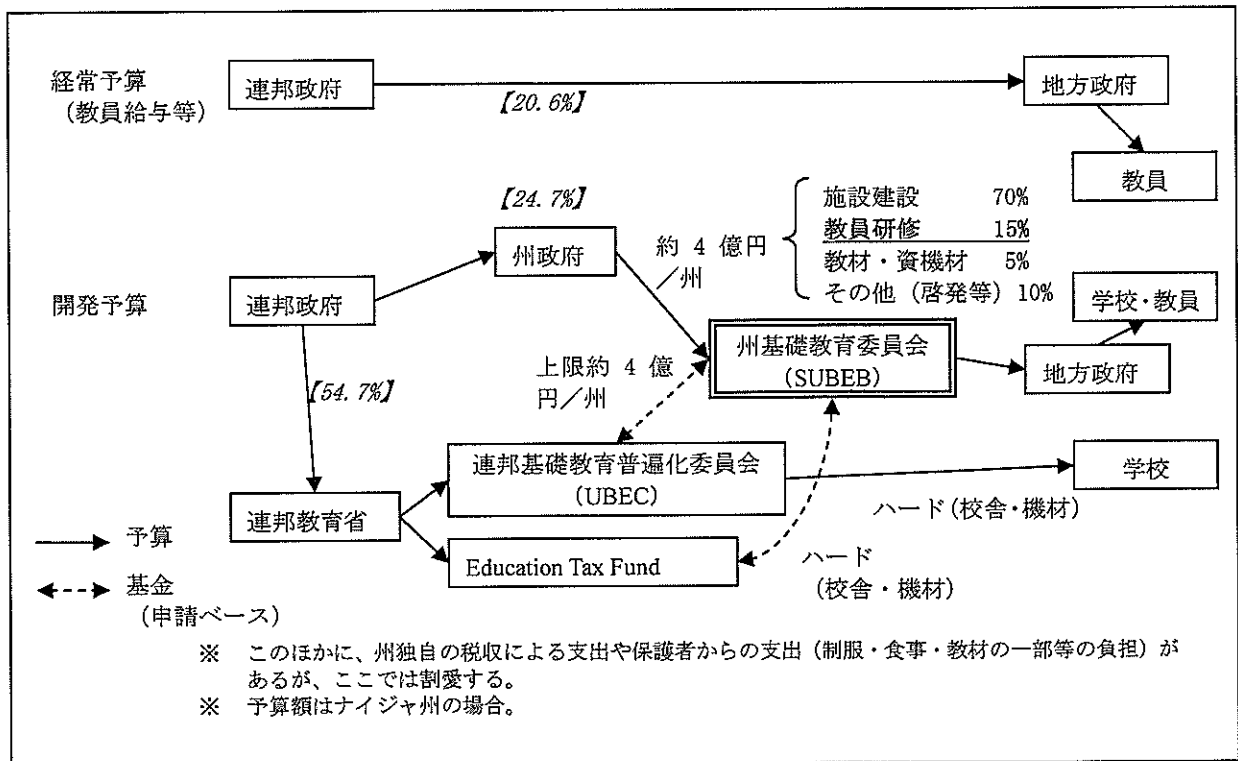 経常予算
(教員給与等)
連邦政府
【20.6%】
地方政府
教員
【24.7%】
州政府
約 4 億円
／州
施設建設 70%
教員研修 15%
教材・資機材 5%
その他（啓発等）10%
開発予算
連邦政府
学校・教員
州基礎教育委員会
(SUBEB)
地方政府
上限約 4 億
円／州
【54.7%】
連邦基礎教育普遍化委員会
(UBEC)
学校
連邦教育省
ハード(校舎・機材)
Education Tax Fund
ハード
(校舎・機材)
予算
基金
(申請ベース)
※ このほかに、州独自の税収による支出や保護者からの支出（制服・食事・教材の一部等の負担）が
あるが、ここでは割愛する。
※ 予算額はナイジャ州の場合。